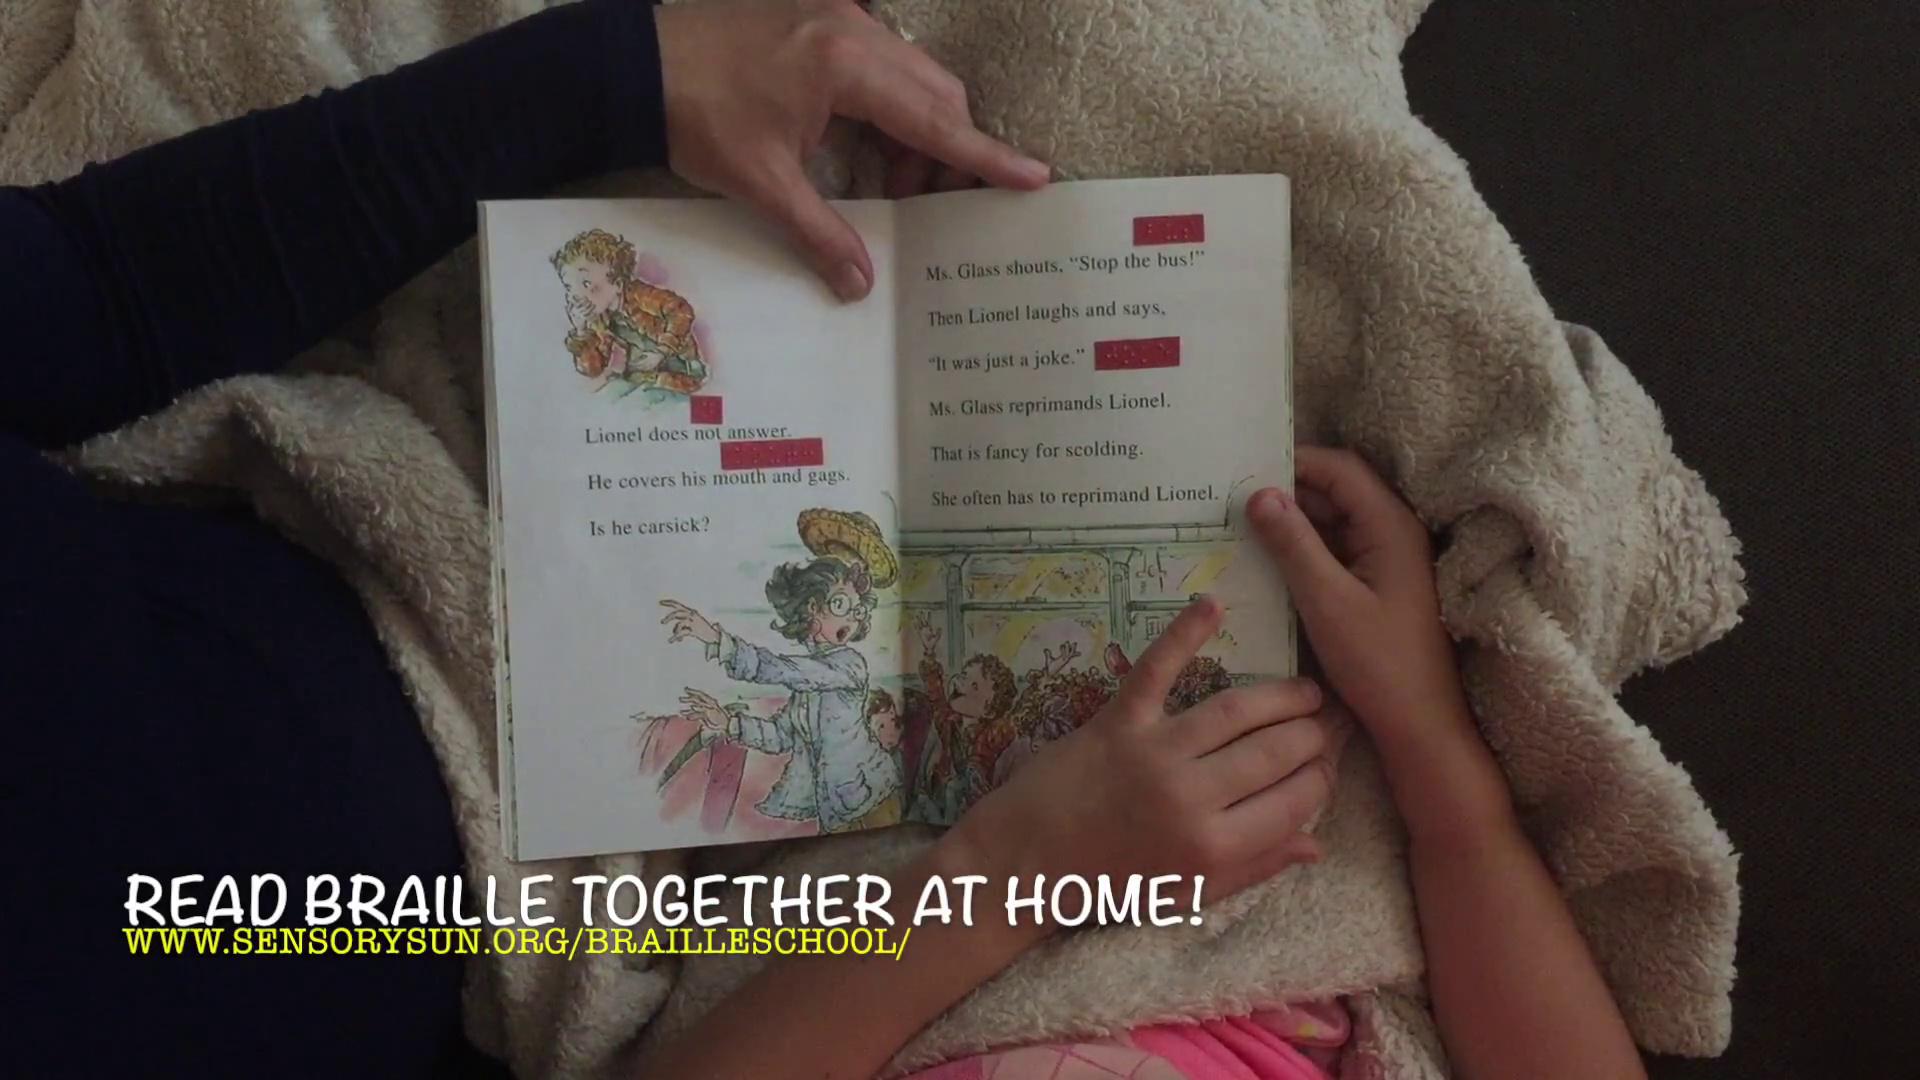 Lionel does not answer.
He covers his mouth and gags.
Is he carsick?
Ms. Glass shouts, “Stop the bus!”
Then Lionel laughs and says,
“It was just a joke.”
Ms. Glass reprimands Lionel.
That is fancy for scolding.
She often has to reprimand Lionel.
READ BRAILLE TOGETHER AT HOME!
WWW.SENSORYSUN.ORG/BRAILLESCHOOL/